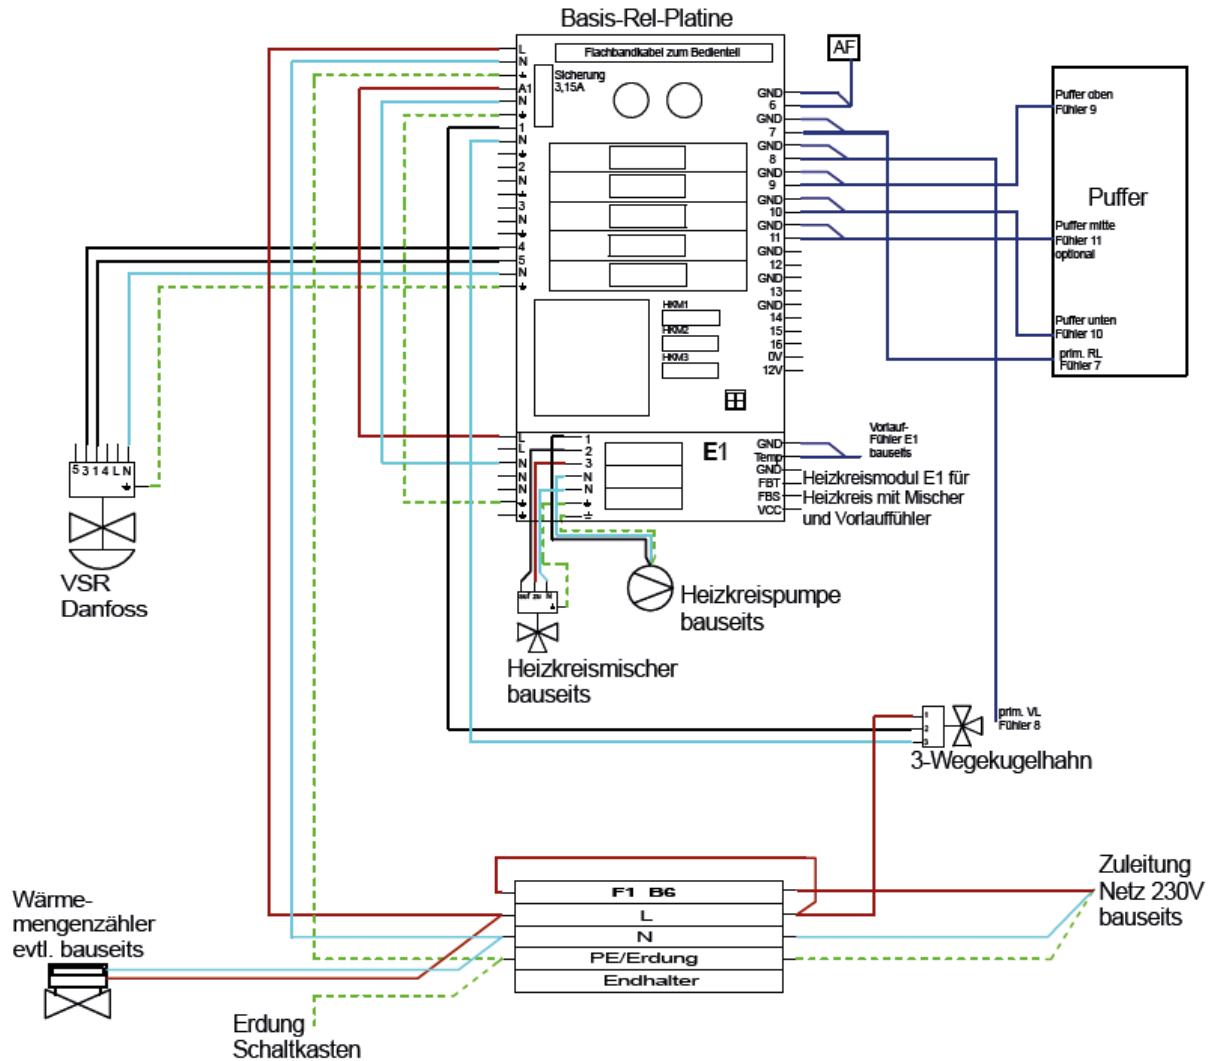 Basis-Rel-Platine
Flachbandkabel zum Bedienteil
Sicherung
3,15A
L
N
A1
N
1
N
2
N
3
N
4
5
N
GND
6
GND
7
GND
8
GND
9
GND
10
GND
11
GND
12
GND
13
GND
14
15
16
0V
12V
AF
Puffer oben
Fühler 9
Puffer
Puffer mitte
Fühler 11
optional
Puffer unten
Fühler 10
prim. RL
Fühler 7
HKM1
HKM2
HKM3
L
L
N
N
N
1
2
3
N
N
E1
GND
Temp
GND
FBT
FBS
VCC
Vorlauf-
Fühler E1
bauseits
Heizkreismodul E1 für
Heizkreis mit Mischer
und Vorlauffühler
5 3 1 4 L N
VSR
Danfoss
auf zu N
Heizkreispumpe
bauseits
Heizkreismischer
bauseits
1
2
3
prim. VL
Fühler 8
3-Wegekugelhahn
F1 B6
L
N
PE/Erdung
Endhalter
Zuleitung
Netz 230V
bauseits
Wärme-
mengenzähler
evtl. bauseits
Erdung
Schaltkasten